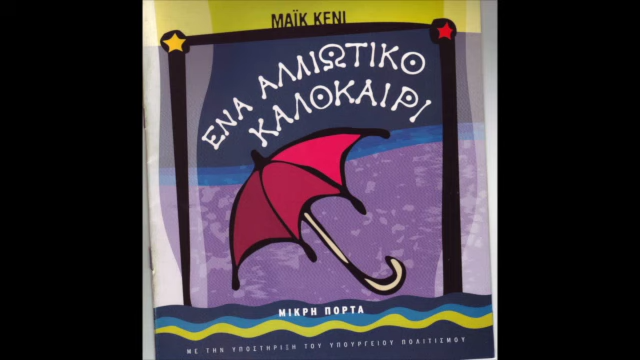 ΜΑΪΚ ΚΕΝΙ
ΕΝΑ ΑΛΛΙΩΤΙΚΟ
ΚΑΛΟΚΑΙΡΙ
ΜΙΚΡΗ ΠΟΡΤΑ
ΜΕ ΤΗΝ ΥΠΟΣΤΗΡΙΞΗ ΤΟΥ ΥΠΟΥΡΓΕΙΟΥ ΠΟΛΙΤΙΣΜΟΥ